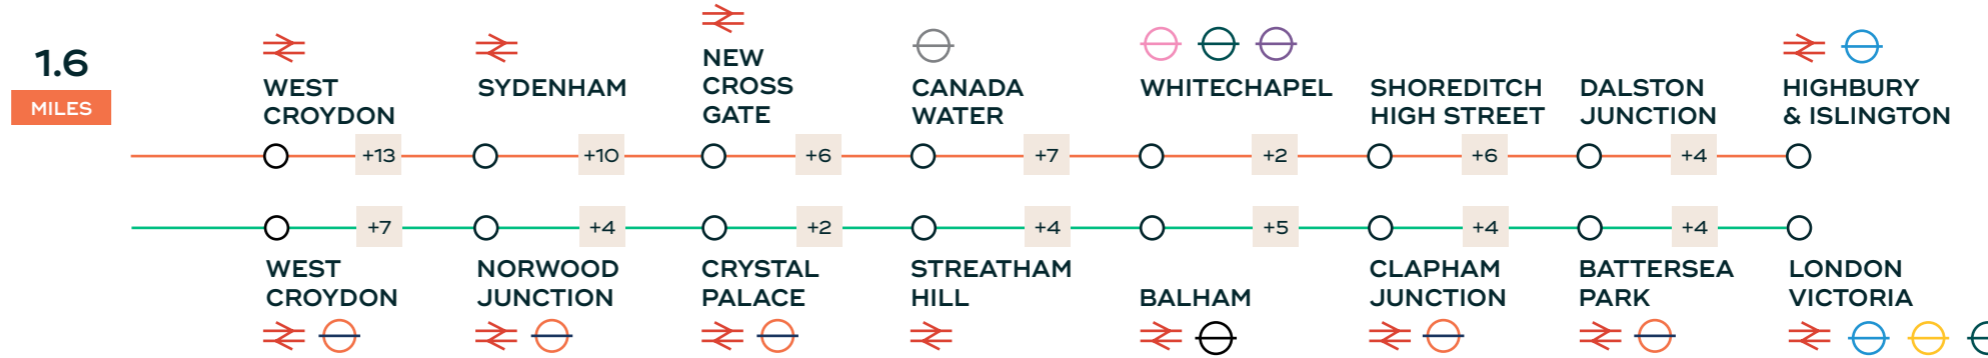 1.6
MILES
WEST
CROYDON
SYDENHAM
NEW
CROSS
GATE
CANADA
WATER
WHITECHAPEL
SHOREDITCH
HIGH STREET
DALSTON
JUNCTION
HIGHBURY
& ISLINGTON
+13
+10
+6
+7
+2
+6
+4
+7
+4
+2
+4
+5
+4
+4
WEST
CROYDON
NORWOOD
JUNCTION
CRYSTAL
PALACE
STREATHAM
HILL
BALHAM
CLAPHAM
JUNCTION
BATTERSEA
PARK
LONDON
VICTORIA